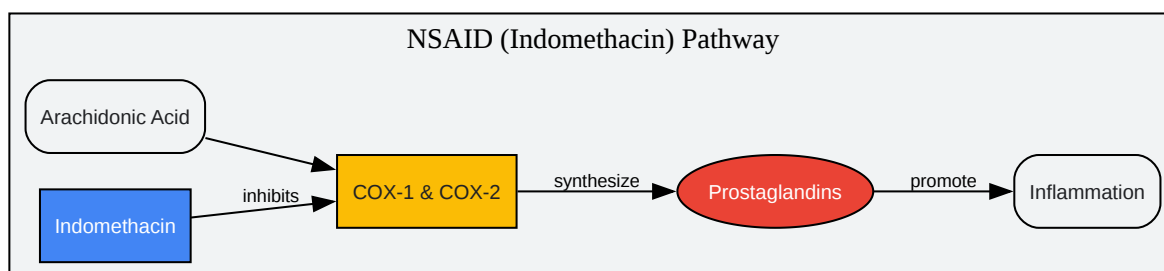 NSAID (Indomethacin) Pathway
Arachidonic Acid
Indomethacin
inhibits
COX-1 & COX-2
synthesize
Prostaglandins
promote
Inflammation